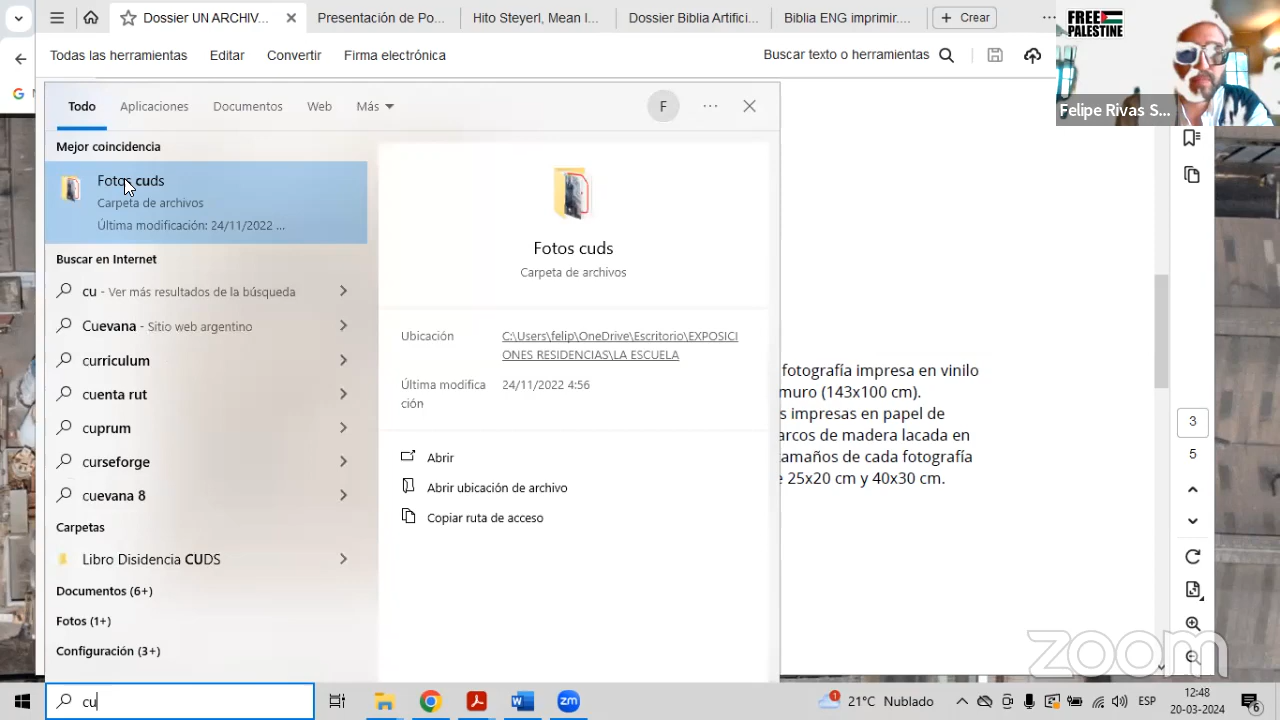 Dossier UN ARCHIV...
Presentación de Po...
Hito Steyerl, Mean I...
Dossier Biblia Artifici...
Biblia ENG imprimir....
+ Crear
Todas las herramientas
Editar
Convertir
Firma electrónica
Buscar texto o herramientas
FREE
PALESTINE
Felipe Rivas S...
Todo
Aplicaciones
Documentos
Web
Más
F
Mejor coincidencia
Fotos cuds
Carpeta de archivos
Última modificación: 24/11/2022 ...
Buscar en Internet
cu - Ver más resultados de la búsqueda
Cuevana - Sitio web argentino
curriculum
cuenta rut
cuprum
curseforge
cuevana 8
Carpetas
Libro Disidencia CUDS
Documentos (6+)
Fotos (1+)
Configuración (3+)
Fotos cuds
Carpeta de archivos
Ubicación
C:\Users\felip\OneDrive\Escritorio\EXPOSICI
ONES RESIDENCIAS\LA ESCUELA
Última modifica
ción
24/11/2022 4:56
Abrir
Abrir ubicación de archivo
Copiar ruta de acceso
fotografía impresa en vinilo
muro (143x100 cm).
s impresas en papel de
arcos de madera lacada en
tamaños de cada fotografía
e 25x20 cm y 40x30 cm.
3
5
zoom
cu
1
21°C Nublado
ESP
12:48
20-03-2024
6